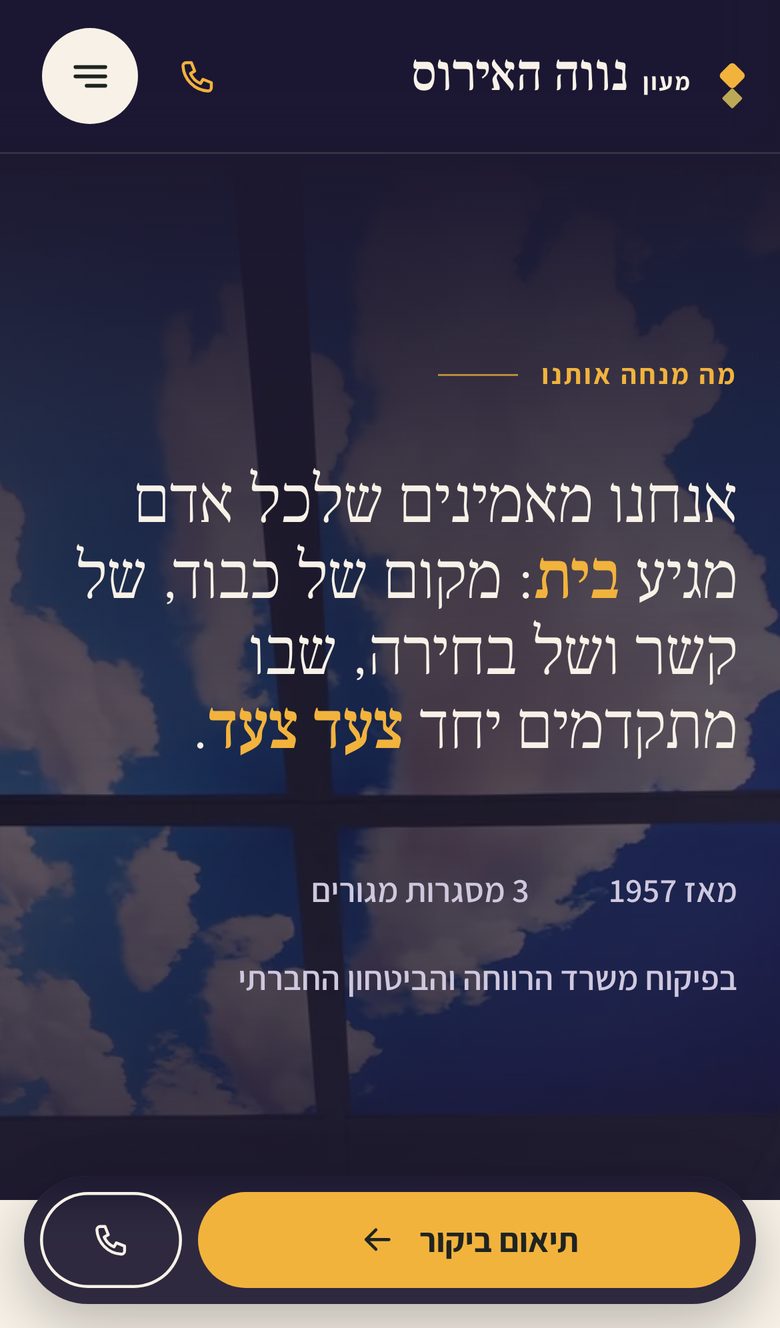 מעון נווה האירוס
מה מנחה אותנו
אנחנו מאמינים שלכל אדם
מגיע בית: מקום של כבוד, של
קשר ושל בחירה, שבו
מתקדמים יחד צעד צעד.
מאז 1957 3 מסגרות מגורים
בפיקוח משרד הרווחה והביטחון החברתי
תיאום ביקור ←